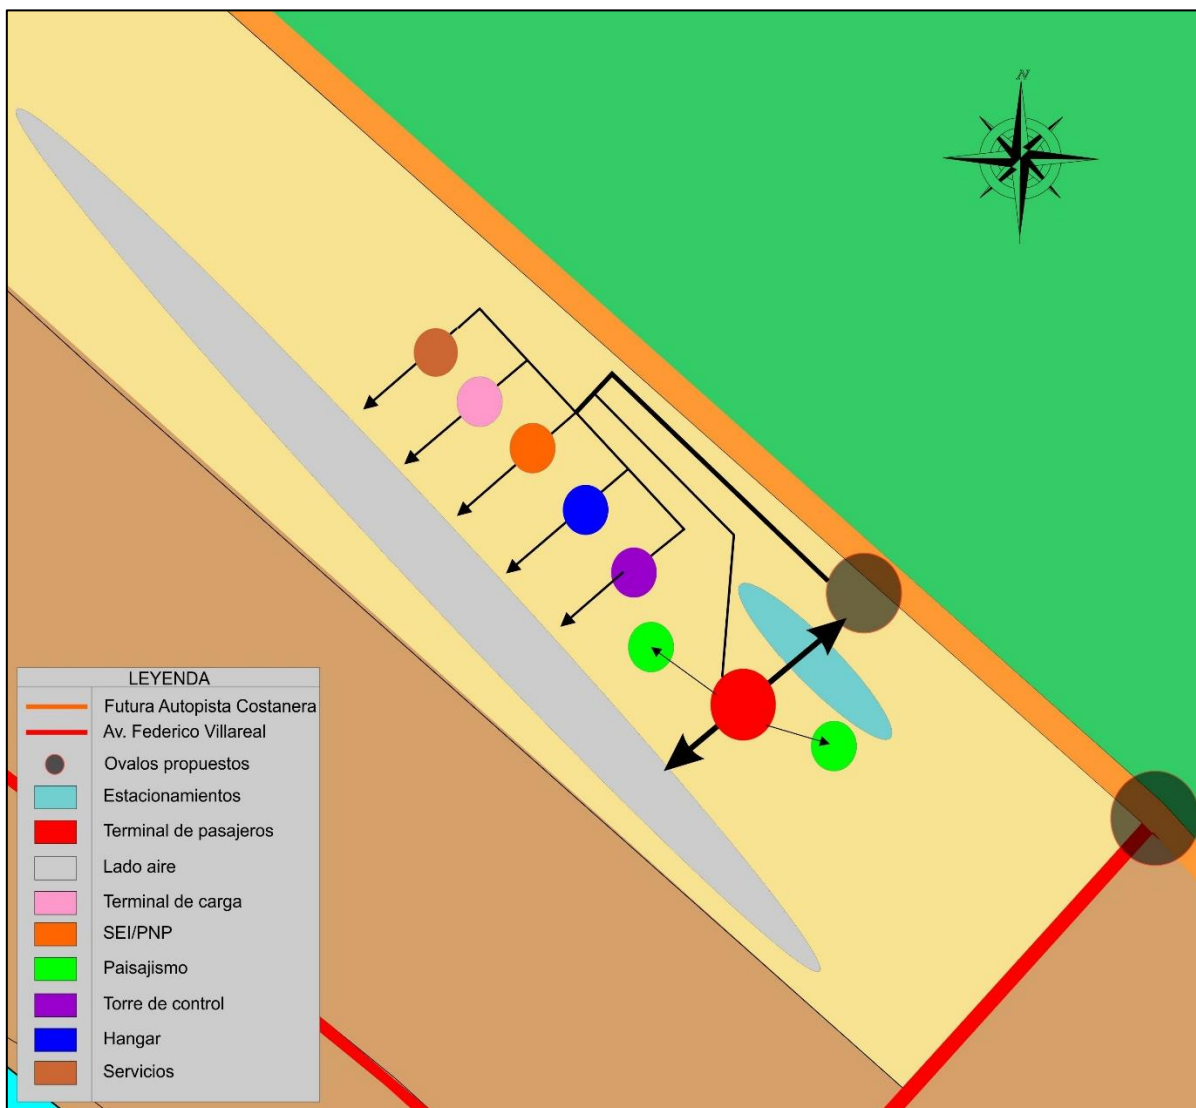 N
LEYENDA
Futura Autopista Costanera
Av. Federico Villareal
Ovalos propuestos
Estacionamientos
Terminal de pasajeros
Lado aire
Terminal de carga
SEI/PNP
Paisajismo
Torre de control
Hangar
Servicios